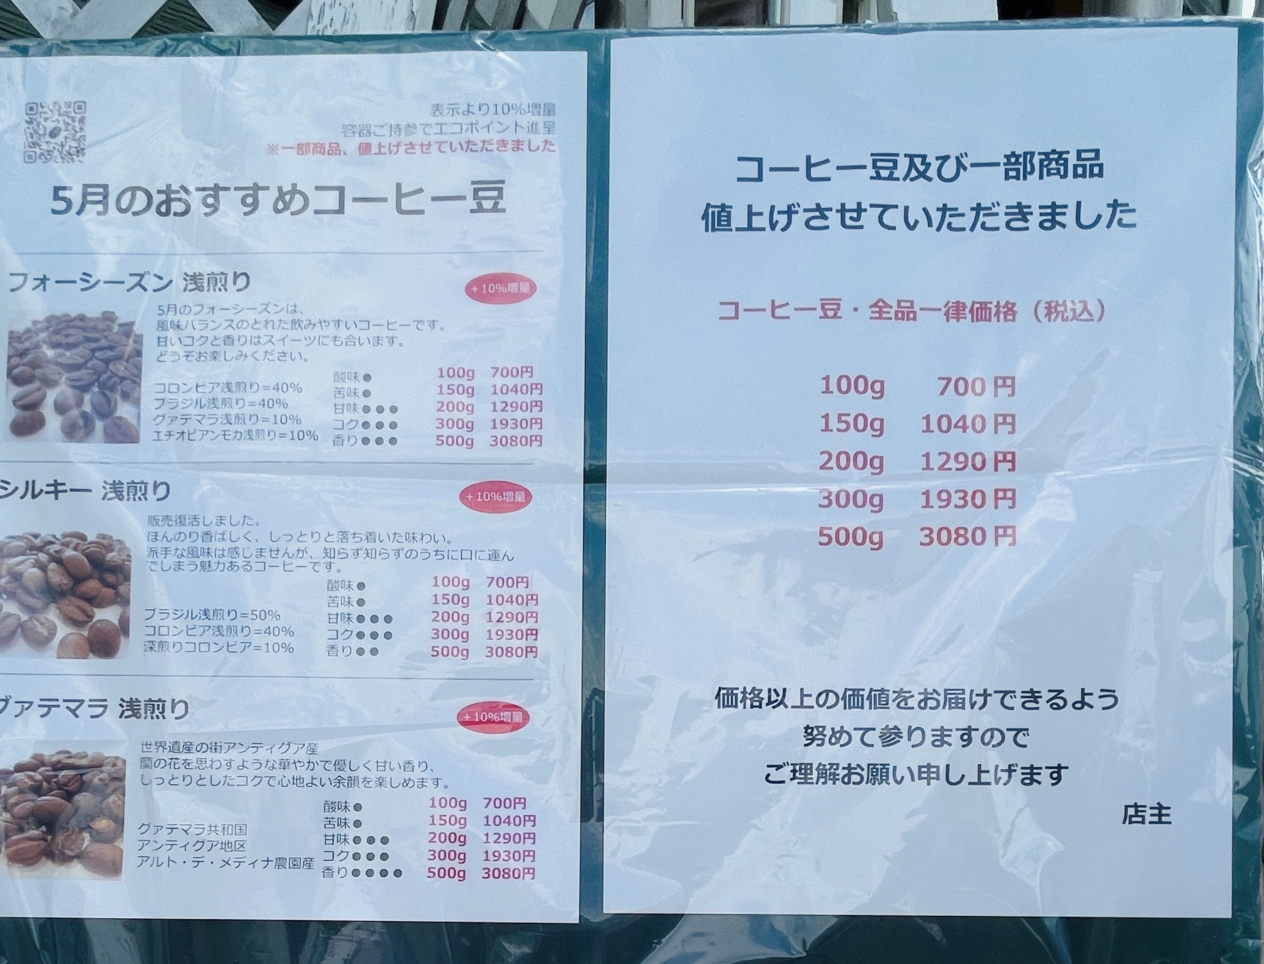 表示より10%増量
容器ご持参でエコポイント進呈
※一部商品、値上げさせていただきました
5月のおすすめコーヒー豆
フォーシーズン 浅煎り
+10%増量
5月のフォーシーズンは、
風味バランスのとれた飲みやすいコーヒーです。
甘いコクと香りはスイーツにも合います。
どうぞお楽しみください。
コロンビア浅煎り=40%
ブラジル浅煎り=40%
グァテマラ浅煎り=10%
エチオピアンモカ浅煎り=10%
酸味●
苦味●
甘味●●●
コク●●●
香り●●●
100g 700円
150g 1040円
200g 1290円
300g 1930円
500g 3080円
シルキー 浅煎り
+10%増量
販売復活しました。
ほんのり香ばしく、しっとりと落ち着いた味わい。
派手な風味は感じませんが、知らず知らずのうちに口に運ん
でしまう魅力あるコーヒーです。
ブラジル浅煎り=50%
コロンビア浅煎り=40%
深煎りコロンビア=10%
酸味●
苦味●
甘味●●●
コク●●●
香り●●
100g 700円
150g 1040円
200g 1290円
300g 1930円
500g 3080円
グァテマラ 浅煎り
+10%増量
世界遺産の街アンティグア産
蘭の花を思わすような華やかで優しく甘い香り、
しっとりとしたコクで心地よい余韻を楽しめます。
グァテマラ共和国
アンティグア地区
アルト・デ・メディナ農園産
酸味●
苦味●
甘味●●●
コク●●●
香り●●●●
100g 700円
150g 1040円
200g 1290円
300g 1930円
500g 3080円
コーヒー豆及び一部商品
値上げさせていただきました
コーヒー豆・全品一律価格（税込）
100g 700円
150g 1040円
200g 1290円
300g 1930円
500g 3080円
価格以上の価値をお届けできるよう
努めて参りますので
ご理解お願い申し上げます
店主